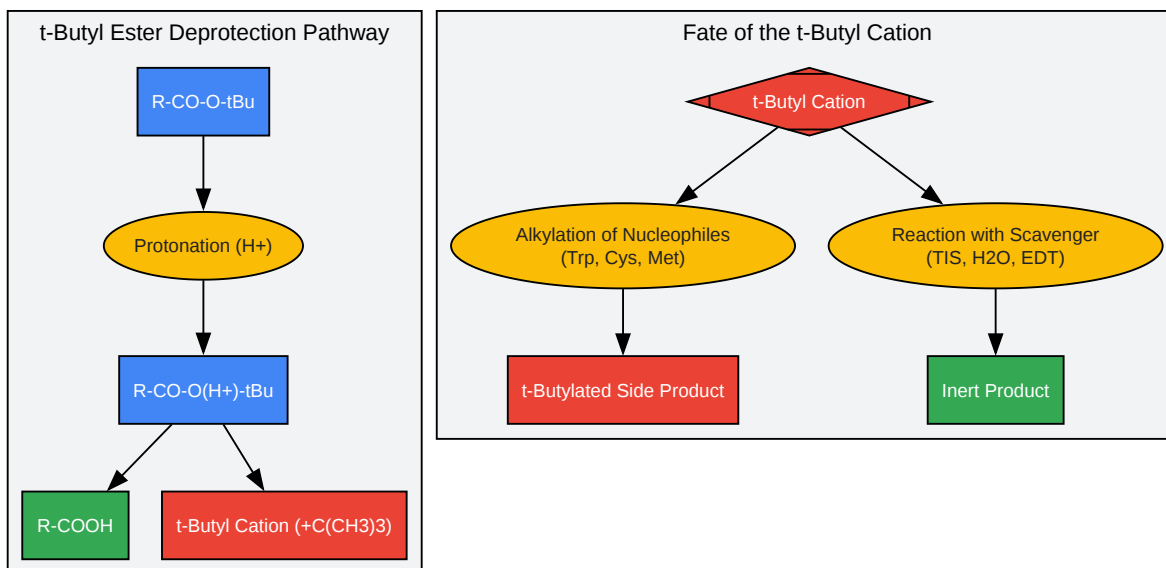 t-Butyl Ester Deprotection Pathway
R-CO-O-tBu
Protonation (H+)
R-CO-O(H+)-tBu
R-COOH
t-Butyl Cation (+C(CH3)3)
Fate of the t-Butyl Cation
t-Butyl Cation
Alkylation of Nucleophiles
(Trp, Cys, Met)
Reaction with Scavenger
(TIS, H2O, EDT)
t-Butylated Side Product
Inert Product